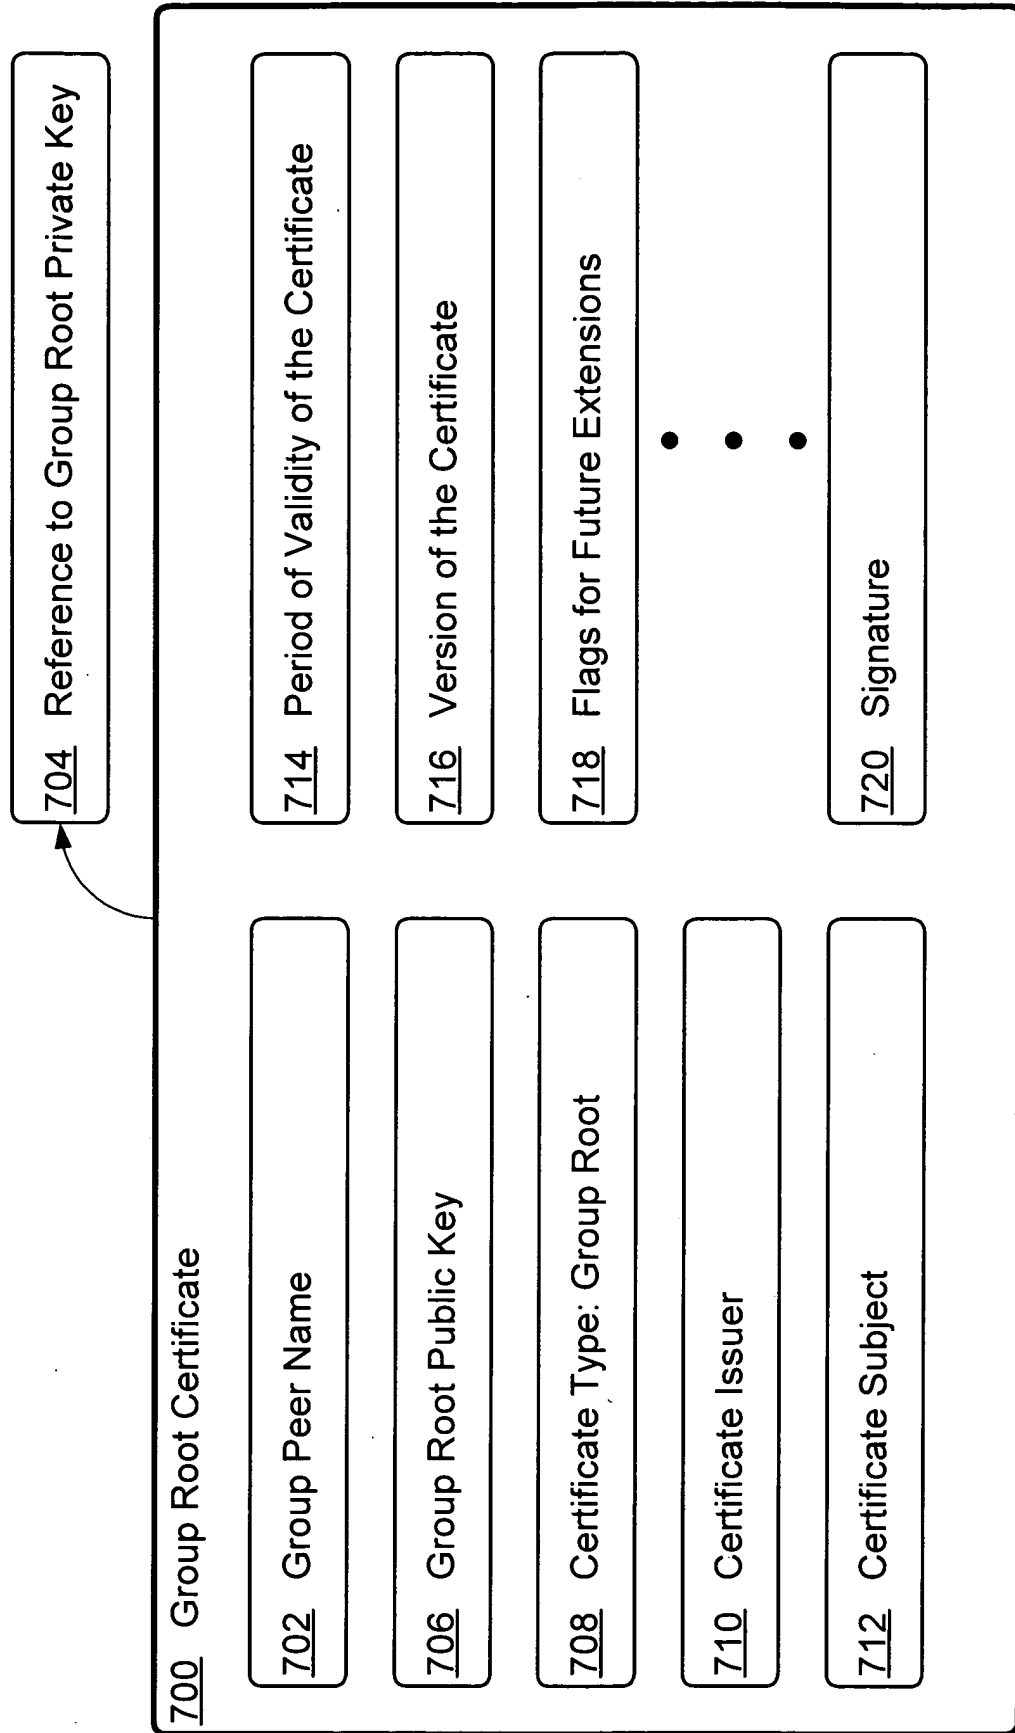 704 Reference to Group Root Private Key
700 Group Root Certificate
702 Group Peer Name
706 Group Root Public Key
708 Certificate Type: Group Root
710 Certificate Issuer
712 Certificate Subject
714 Period of Validity of the Certificate
716 Version of the Certificate
718 Flags for Future Extensions
720 Signature